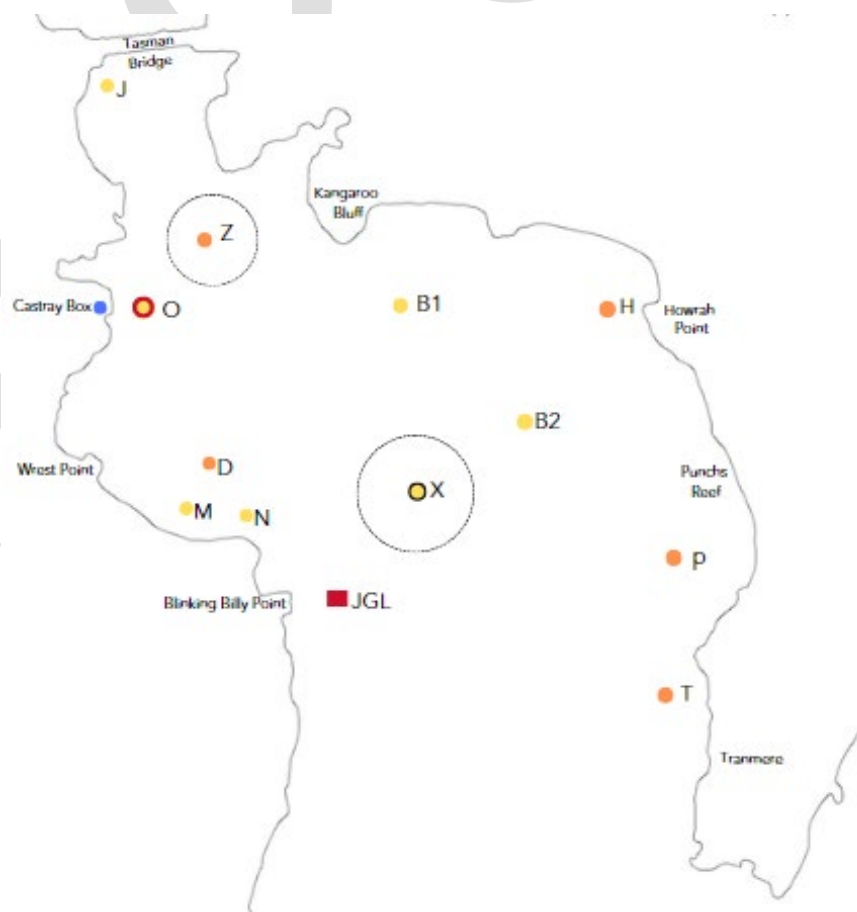 Tasman
Bridge
J
Kangaroo
Bluff
Z
Castray Box
O
B1
H
Howrah
Point
B2
Wrest Point
D
X
Punchs
Reef
M
N
p
Blinking Billy Point
JGL
T
Tranmere